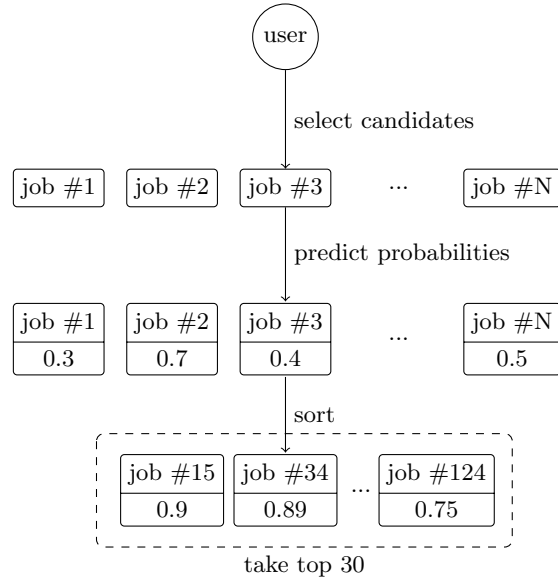 user
select candidates
job #1 job #2 job #3 ... job #N
predict probabilities
job #1 job #2 job #3 ... job #N
0.3 0.7 0.4 0.5
sort
job #15 job #34 ... job #124
0.9 0.89 0.75
take top 30